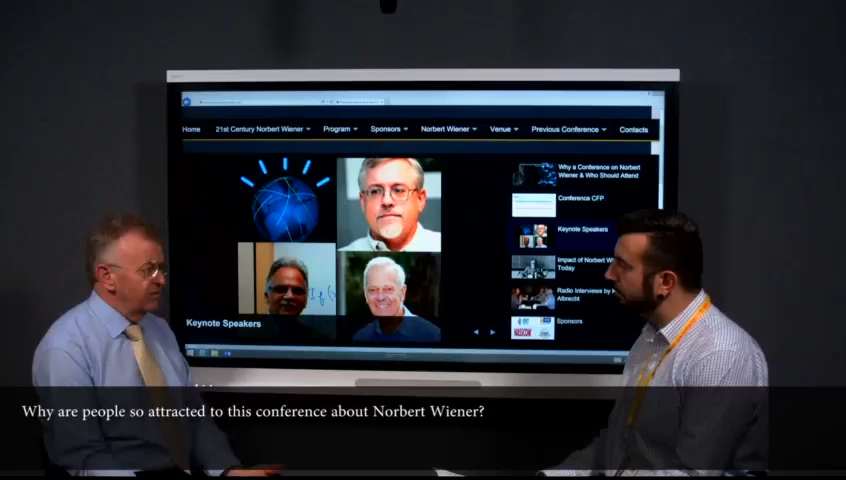 Home 21st Century Norbert Wiener Program Sponsors Norbert Wiener Venue Previous Conference Contacts
Why a Conference on Norbert
Wiener & Who Should Attend
Conference CFP
Keynote Speakers
Impact of Norbert
Today
Radio Interviews by
Albrecht
Sponsors
Keynote Speakers
Why are people so attracted to this conference about Norbert Wiener?